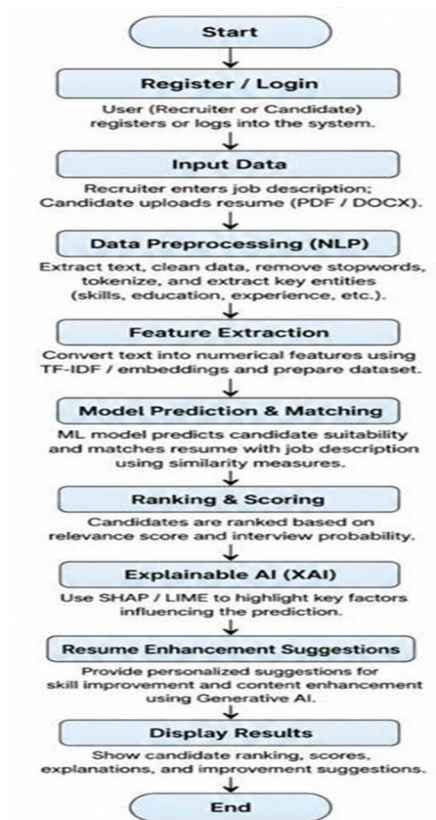 Start
Register / Login
User (Recruiter or Candidate)
registers or logs into the system.
Input Data
Recruiter enters job description;
Candidate uploads resume (PDF / DOCX).
Data Preprocessing (NLP)
Extract text, clean data, remove stopwords,
tokenize, and extract key entities
(skills, education, experience, etc.).
Feature Extraction
Convert text into numerical features using
TF-IDF / embeddings and prepare dataset.
Model Prediction & Matching
ML model predicts candidate suitability
and matches resume with job description
using similarity measures.
Ranking & Scoring
Candidates are ranked based on
relevance score and interview probability.
Explainable AI (XAI)
Use SHAP / LIME to highlight key factors
influencing the prediction.
Resume Enhancement Suggestions
Provide personalized suggestions for
skill improvement and content enhancement
using Generative AI.
Display Results
Show candidate ranking, scores,
explanations, and improvement suggestions.
End